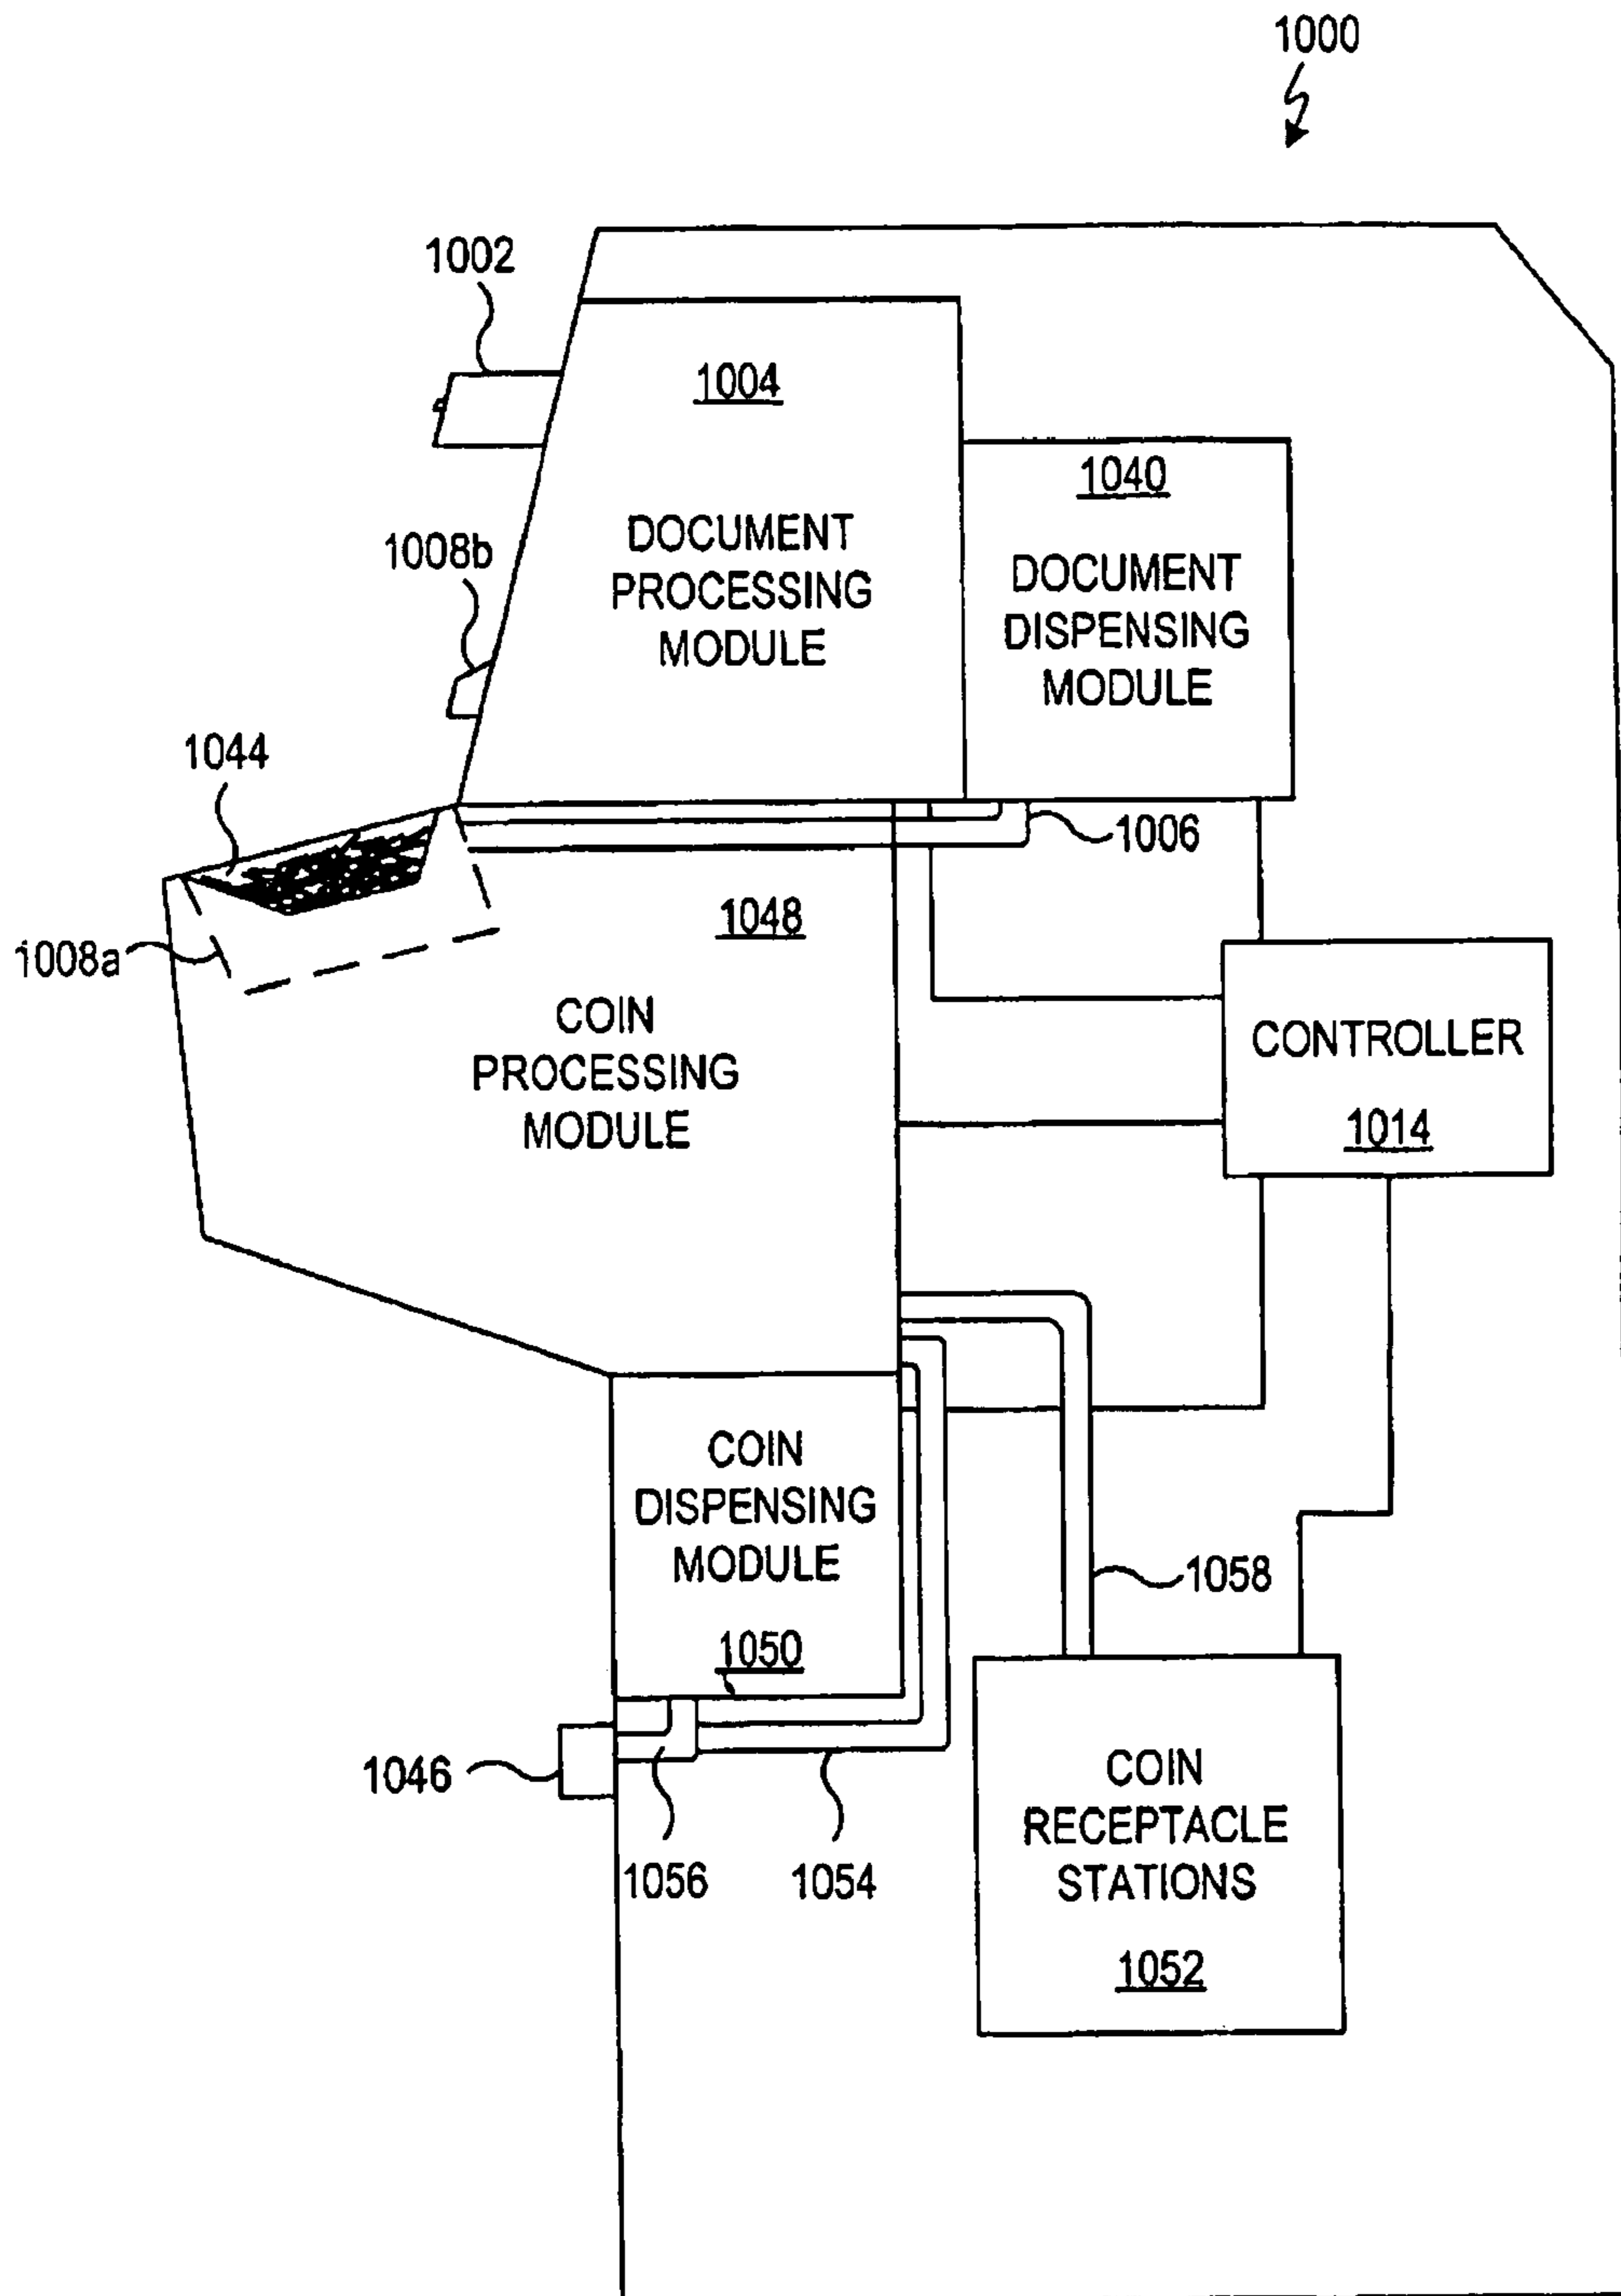 1000
1002
1004
DOCUMENT
PROCESSING
MODULE
1040
DOCUMENT
DISPENSING
MODULE
1008b
1044
1006
1008a
1048
COIN
PROCESSING
MODULE
CONTROLLER
1014
COIN
DISPENSING
MODULE
1050
1058
1046
1056
1054
COIN
RECEPTACLE
STATIONS
1052